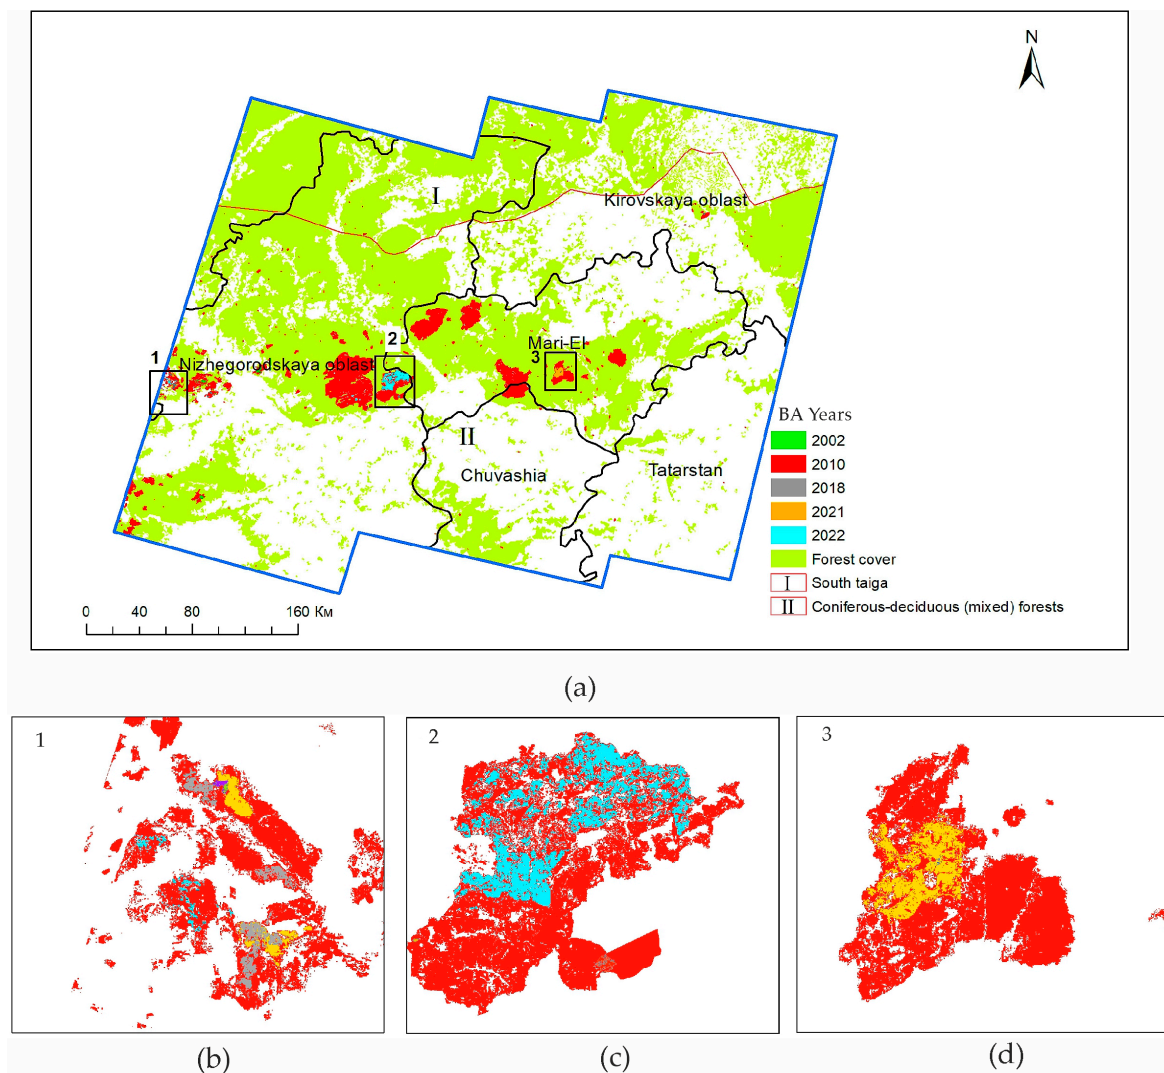 N
I
Kirovskaya oblast
Mari-El
1
2
3
Nizhegorodskaya oblast
II
Chuvashia
Tatarstan
BA Years
2002
2010
2018
2021
2022
Forest cover
I South taiga
II Coniferous-deciduous (mixed) forests
0 40 80 160 Км
(a)
1
2
3
(b)
(c)
(d)